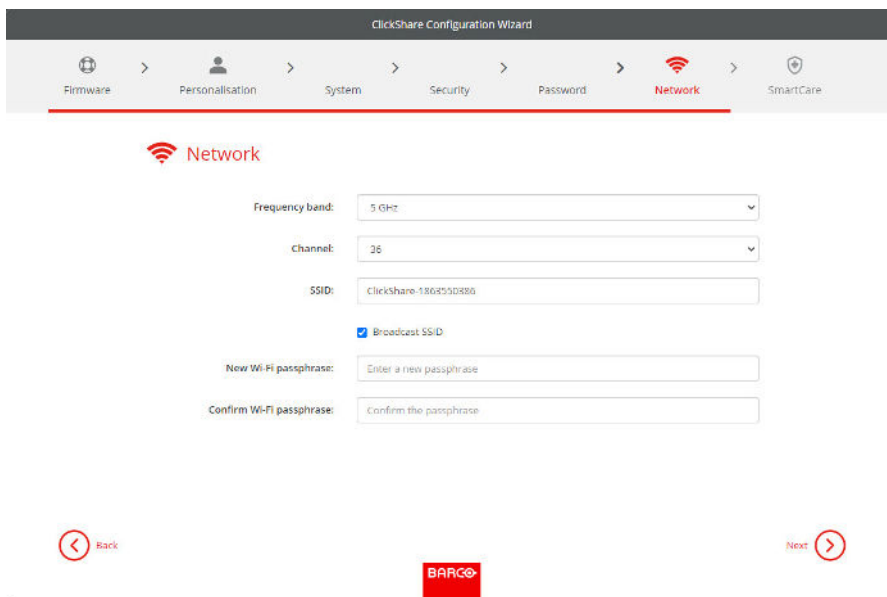 ClickShare Configuration Wizard
Firmware > Personalisation > System > Security > Password > Network > SmartCare
Network
Frequency band: 5 GHz
Channel: 36
SSID: ClickShare-1863550386
Broadcast SSID
New Wi-Fi passphrase: Enter a new passphrase
Confirm Wi-Fi passphrase: Confirm the passphrase
Back Next
BARCO